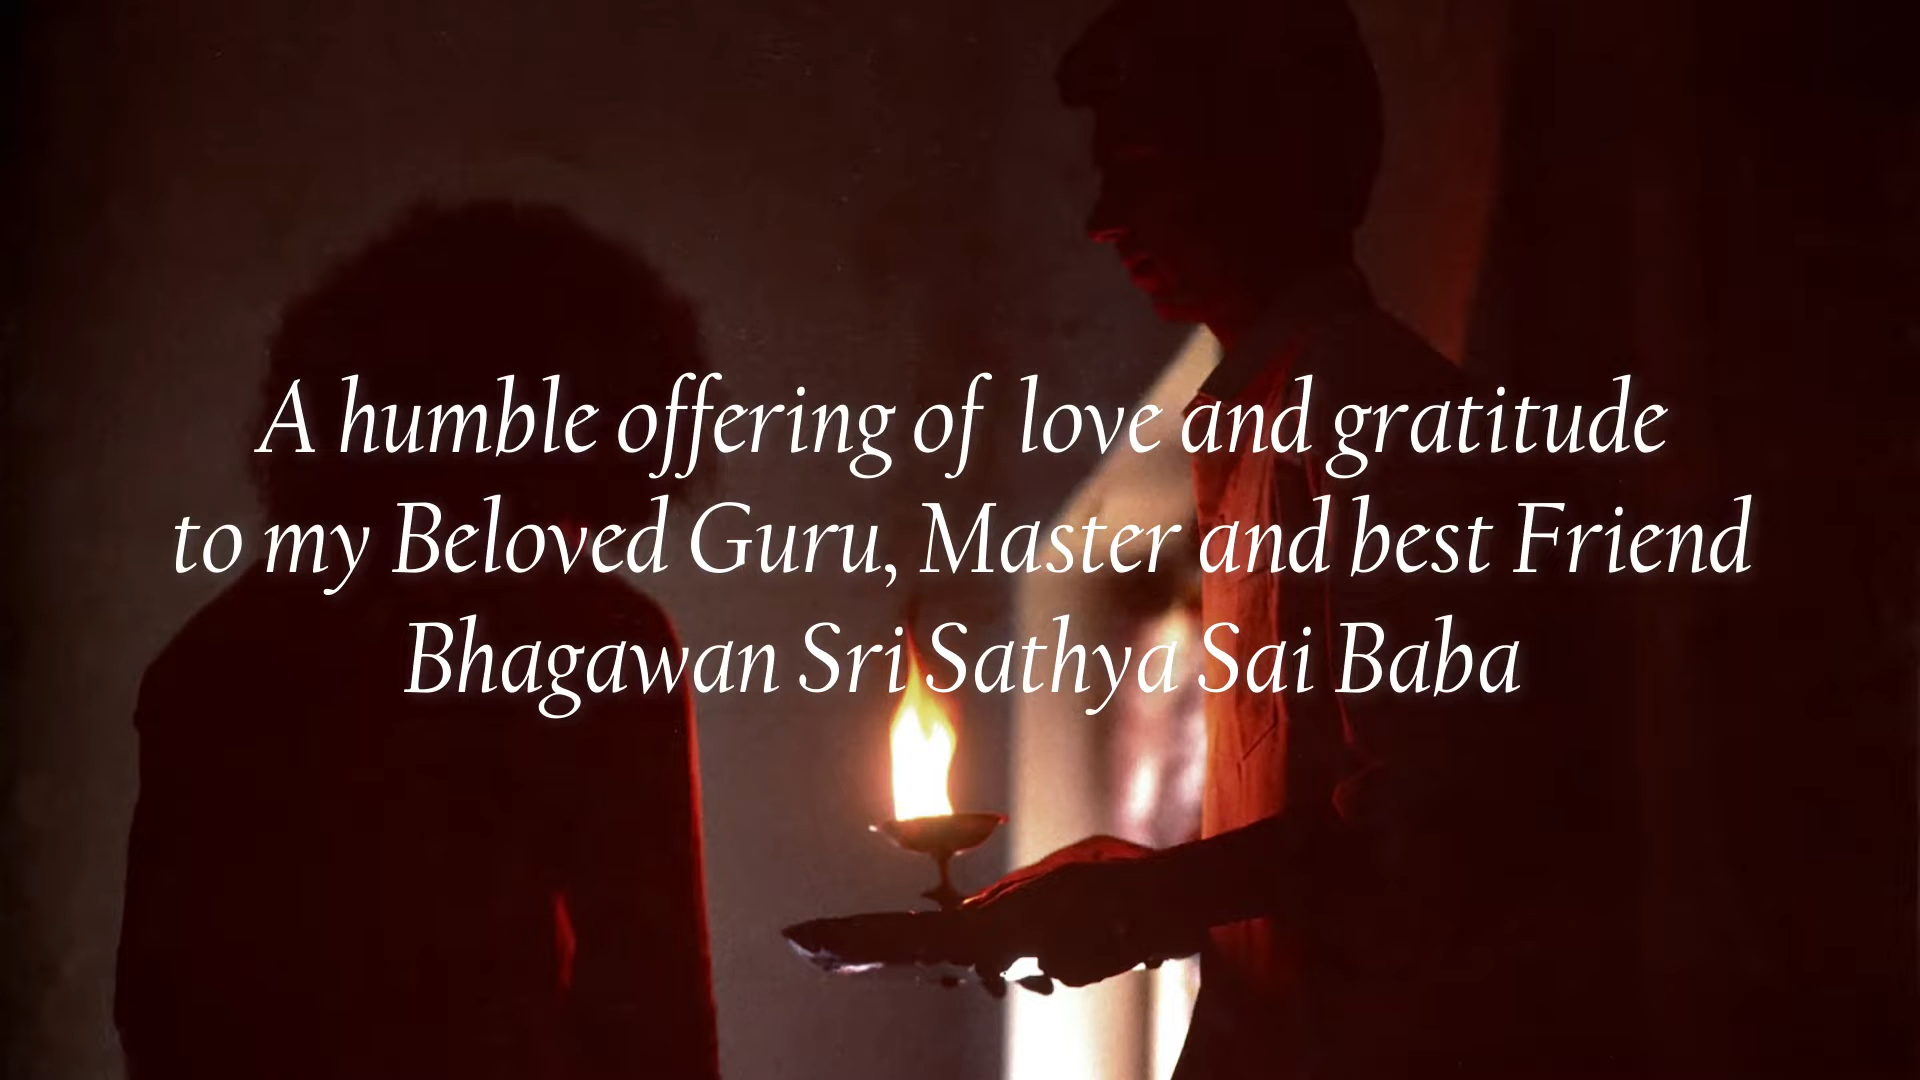 A humble offering of love and gratitude
to my Beloved Guru, Master and best Friend
Bhagawan Sri Sathya Sai Baba